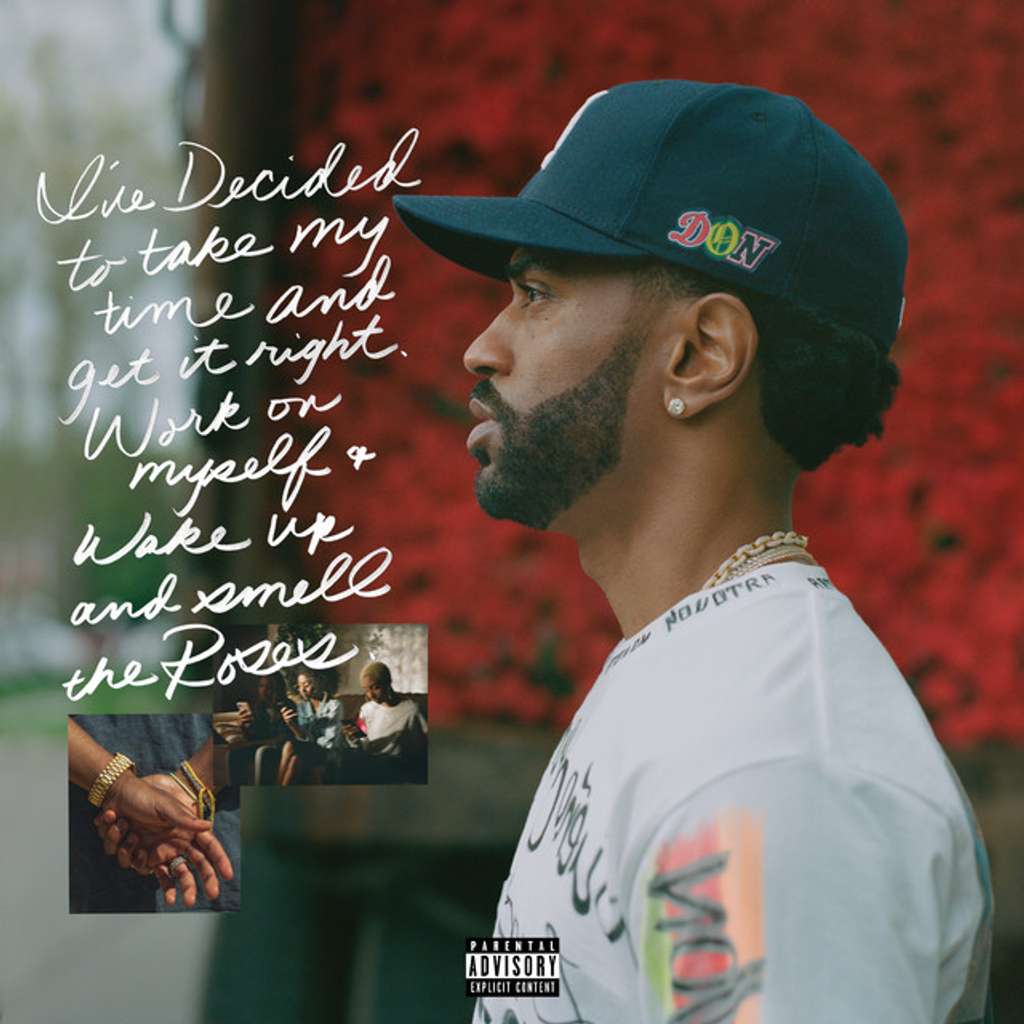 I've Decided
to take my
time and
get it right.
Work on
myself &
Wake up
and smell
the Roses
DON
NOVOTRA
DON
PARENTAL
ADVISORY
EXPLICIT CONTENT